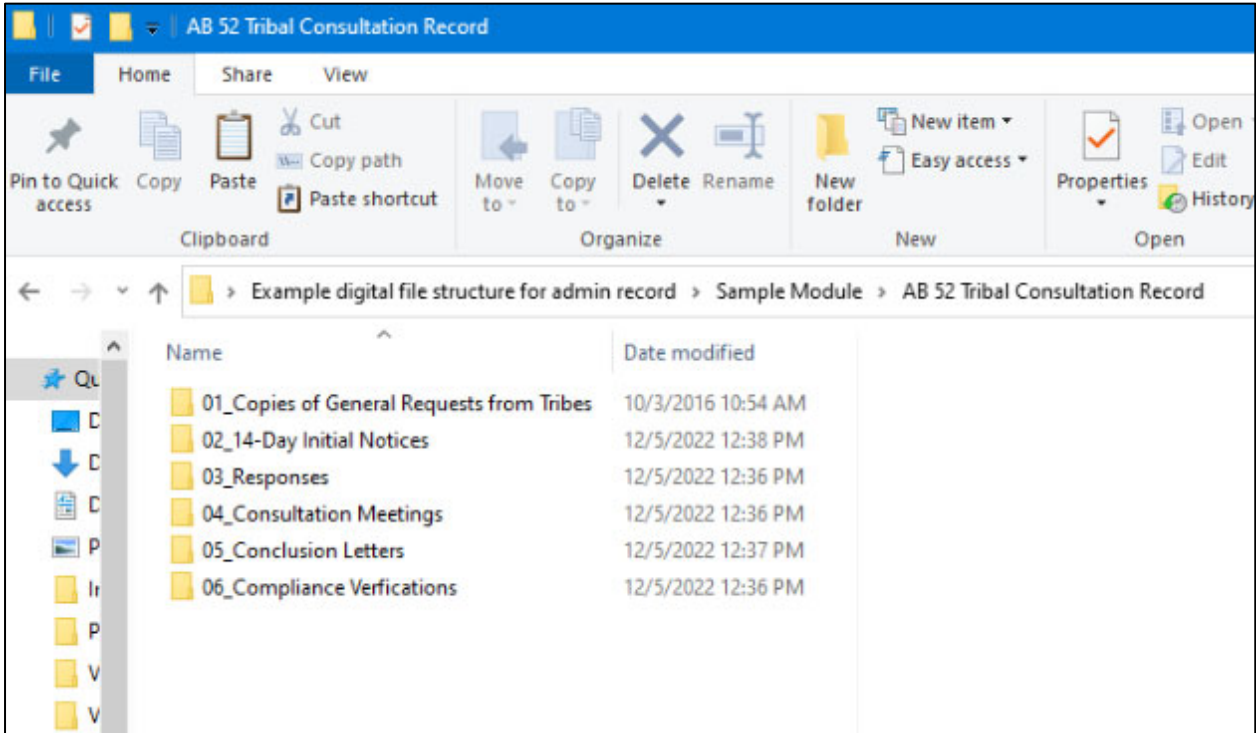 AB 52 Tribal Consultation Record
File Home Share View
Pin to Quick access
Copy
Paste
Cut
Copy path
Paste shortcut
Clipboard
Move to
Copy to
Delete
Rename
Organize
New folder
New item
Easy access
New
Properties
Open
Edit
History
Open
Example digital file structure for admin record > Sample Module > AB 52 Tribal Consultation Record
Name Date modified
01_Copies of General Requests from Tribes 10/3/2016 10:54 AM
02_14-Day Initial Notices 12/5/2022 12:38 PM
03_Responses 12/5/2022 12:36 PM
04_Consultation Meetings 12/5/2022 12:36 PM
05_Conclusion Letters 12/5/2022 12:37 PM
06_Compliance Verfications 12/5/2022 12:36 PM
Qu
D
D
D
P
Ir
P
V
V